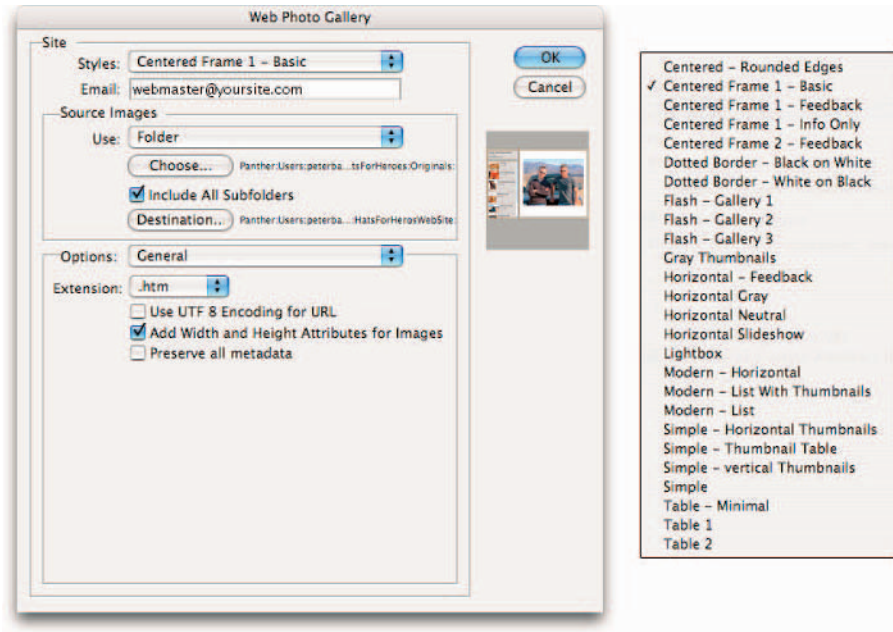 Web Photo Gallery
Site
Styles: Centered Frame 1 – Basic
Email: webmaster@yoursite.com
Source Images
Use: Folder
Choose... Panther:Users:peterba...tsForHeroes:Originals:
Include All Subfolders
Destination... Panther:Users:peterba...:HatsForHerosWebSite:
Options: General
Extension: .htm
Use UTF 8 Encoding for URL
Add Width and Height Attributes for Images
Preserve all metadata
OK
Cancel
Centered – Rounded Edges
✓ Centered Frame 1 – Basic
Centered Frame 1 – Feedback
Centered Frame 1 – Info Only
Centered Frame 2 – Feedback
Dotted Border – Black on White
Dotted Border – White on Black
Flash – Gallery 1
Flash – Gallery 2
Flash – Gallery 3
Gray Thumbnails
Horizontal – Feedback
Horizontal Gray
Horizontal Neutral
Horizontal Slideshow
Lightbox
Modern – Horizontal
Modern – List With Thumbnails
Modern – List
Simple – Horizontal Thumbnails
Simple – Thumbnail Table
Simple – vertical Thumbnails
Simple
Table – Minimal
Table 1
Table 2